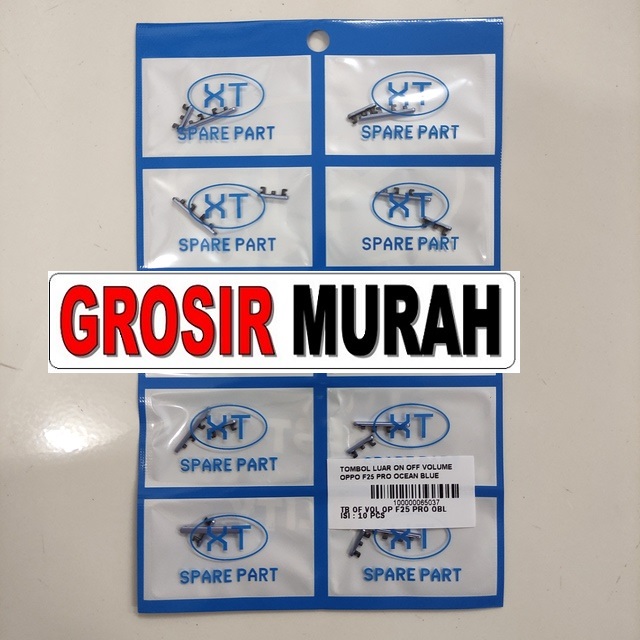 XT
SPARE PART
XT
SPARE PART
XT
SPARE PART
XT
SPARE PART
GROSIR MURAH
XT
SPARE PART
XT
SPARE PART
TOMBOL LUAR ON OFF VOLUME
OPPO F25 PRO OCEAN BLUE
100000065037
TB OF VOL OP F25 PRO OBL
ISI : 10 PCS
XT
SPARE PART
XT
SPARE PART